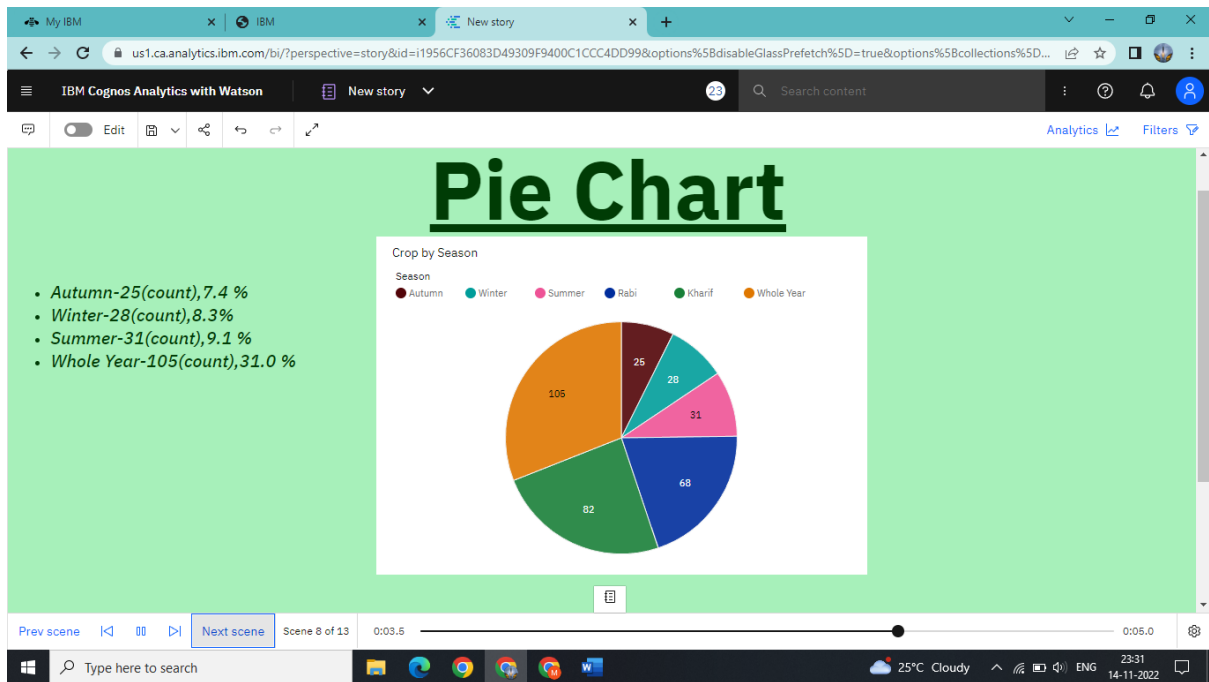 My IBM
IBM
New story
us1.ca.analytics.ibm.com/bi/?perspective=story&id=i1956CF36083D49309F9400C1CCC4DD99&options%5BdisableGlassPrefetch%5D=true&options%5Bcollections%5D...
IBM Cognos Analytics with Watson
New story
23
Search content
Edit
Analytics
Filters
Pie Chart
• Autumn-25(count),7.4 %
• Winter-28(count),8.3%
• Summer-31(count),9.1 %
• Whole Year-105(count),31.0 %
Crop by Season
Season
Autumn Winter Summer Rabi Kharif Whole Year
25
28
105
31
68
82
Prev scene
Next scene
Scene 8 of 13
0:03.5
0:05.0
Type here to search
W
25°C Cloudy
ENG
23:31
14-11-2022